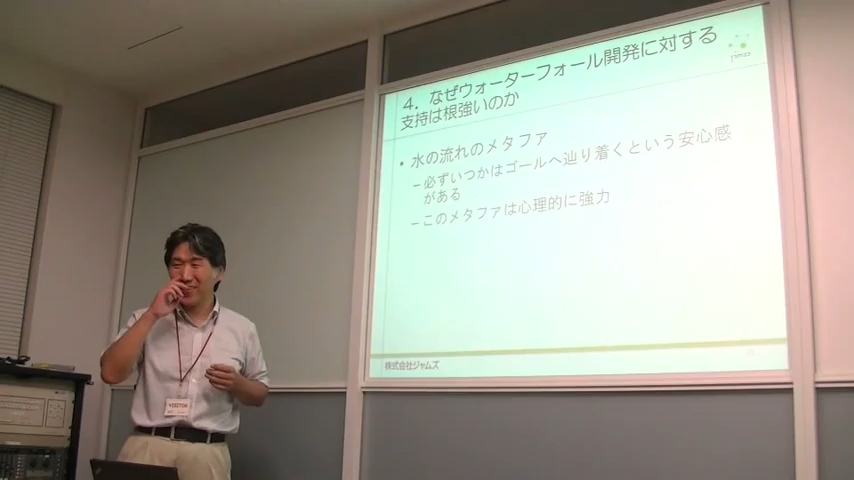 4. なぜウォーターフォール開発に対する
支持は根強いのか
• 水の流れのメタファ
– 必ずいつかはゴールへ辿り着くという安心感
がある
– このメタファは心理的に強力
株式会社ジャムズ
VISITOR